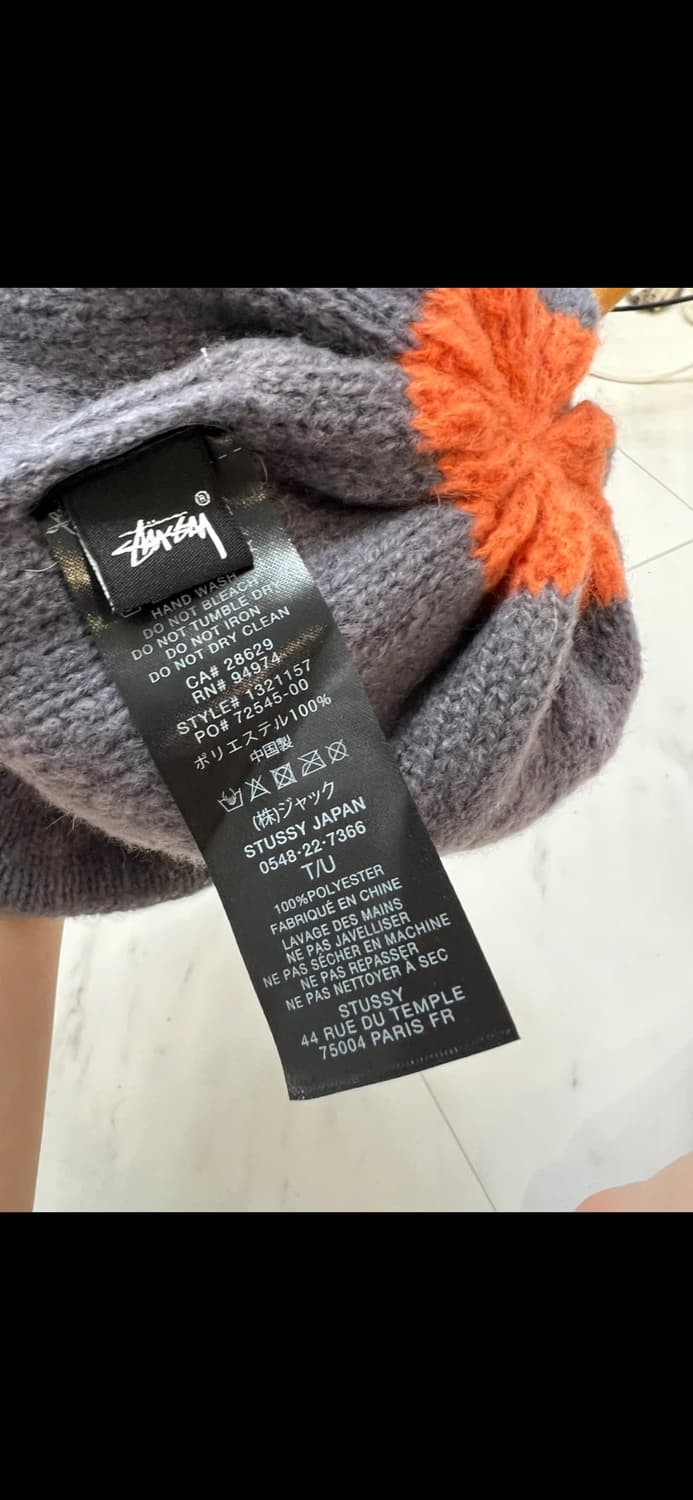 Stüssy®
HAND WASH
DO NOT BLEACH
DO NOT TUMBLE DRY
DO NOT IRON
DO NOT DRY CLEAN
CA# 28629
RN# 94974
STYLE# 1321157
PO# 72545-00
ポリエステル100%
中国製
(株)ジャック
STUSSY JAPAN
0548·22·7366
T/U
100%POLYESTER
FABRIQUÉ EN CHINE
LAVAGE DES MAINS
NE PAS JAVELLISER
NE PAS SÉCHER EN MACHINE
NE PAS REPASSER
NE PAS NETTOYER À SEC
STUSSY
44 RUE DU TEMPLE
75004 PARIS FR